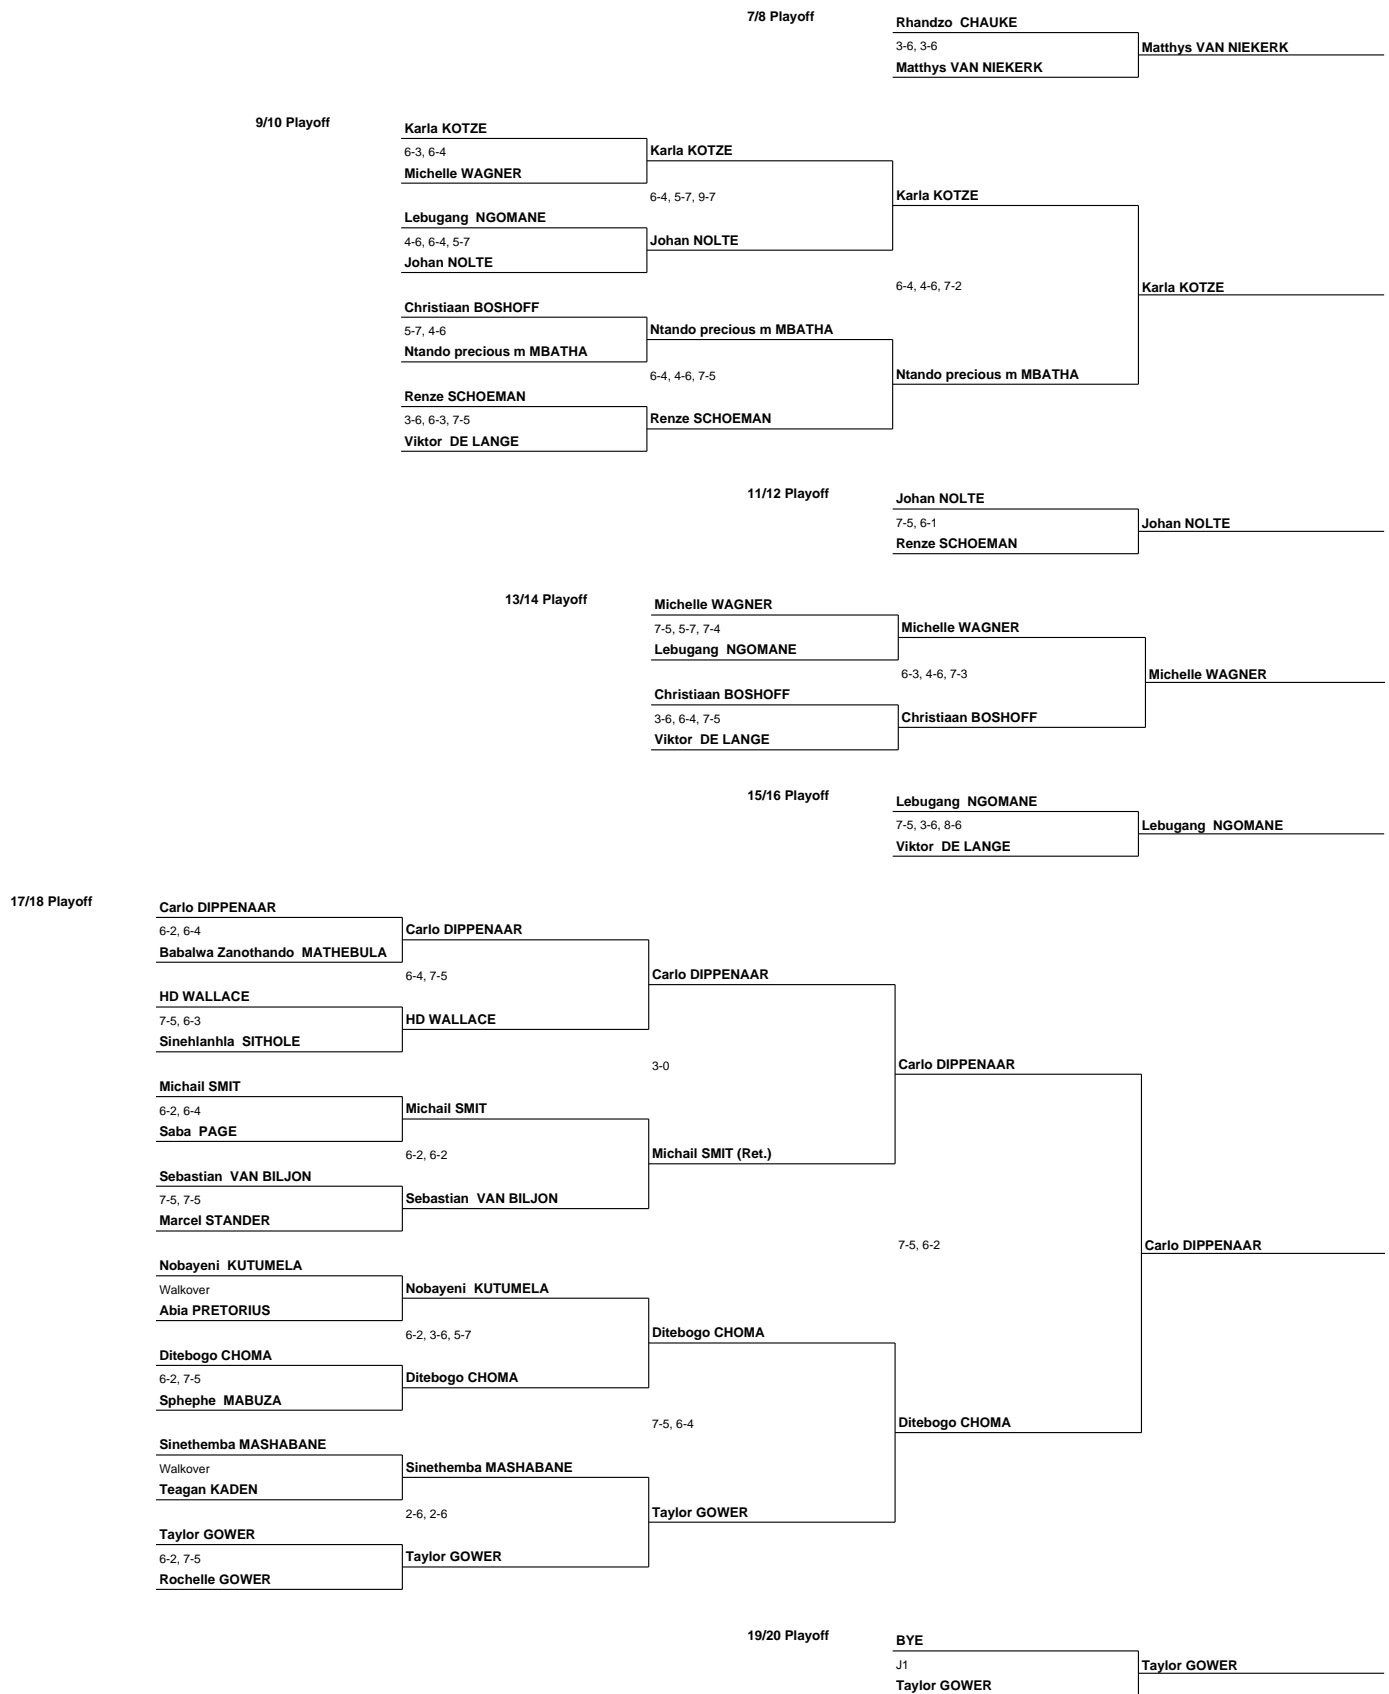 7/8 Playoff
Rhandzo  CHAUKE
3-6, 3-6
Matthys VAN NIEKERK
Matthys VAN NIEKERK
9/10 Playoff
Karla KOTZE
6-3, 6-4
Karla KOTZE
Michelle WAGNER
6-4, 5-7, 9-7
Karla KOTZE
Lebugang  NGOMANE
4-6, 6-4, 5-7
Johan NOLTE
Johan NOLTE
6-4, 4-6, 7-2
Karla KOTZE
Christiaan BOSHOFF
5-7, 4-6
Ntando precious m MBATHA
Ntando precious m MBATHA
6-4, 4-6, 7-5
Ntando precious m MBATHA
Renze SCHOEMAN
3-6, 6-3, 7-5
Renze SCHOEMAN
Viktor  DE LANGE
11/12 Playoff
Johan NOLTE
7-5, 6-1
Johan NOLTE
Renze SCHOEMAN
13/14 Playoff
Michelle WAGNER
7-5, 5-7, 7-4
Michelle WAGNER
Lebugang  NGOMANE
6-3, 4-6, 7-3
Michelle WAGNER
Christiaan BOSHOFF
3-6, 6-4, 7-5
Christiaan BOSHOFF
Viktor  DE LANGE
15/16 Playoff
Lebugang  NGOMANE
7-5, 3-6, 8-6
Lebugang  NGOMANE
Viktor  DE LANGE
17/18 Playoff
Carlo DIPPENAAR
6-2, 6-4
Carlo DIPPENAAR
Babalwa Zanothando  MATHEBULA
6-4, 7-5
Carlo DIPPENAAR
HD WALLACE
7-5, 6-3
HD WALLACE
Sinehlanhla  SITHOLE
3-0
Carlo DIPPENAAR
Michail SMIT
6-2, 6-4
Michail SMIT
Saba  PAGE
6-2, 6-2
Michail SMIT (Ret.)
Sebastian  VAN BILJON
7-5, 7-5
Sebastian  VAN BILJON
Marcel STANDER
7-5, 6-2
Carlo DIPPENAAR
Nobayeni  KUTUMELA
Walkover
Nobayeni  KUTUMELA
Abia PRETORIUS
6-2, 3-6, 5-7
Ditebogo CHOMA
Ditebogo CHOMA
6-2, 7-5
Ditebogo CHOMA
Sphephe  MABUZA
7-5, 6-4
Ditebogo CHOMA
Sinethemba MASHABANE
Walkover
Sinethemba MASHABANE
Teagan KADEN
2-6, 2-6
Taylor GOWER
Taylor GOWER
6-2, 7-5
Taylor GOWER
Rochelle GOWER
19/20 Playoff
BYE
J1
Taylor GOWER
Taylor GOWER